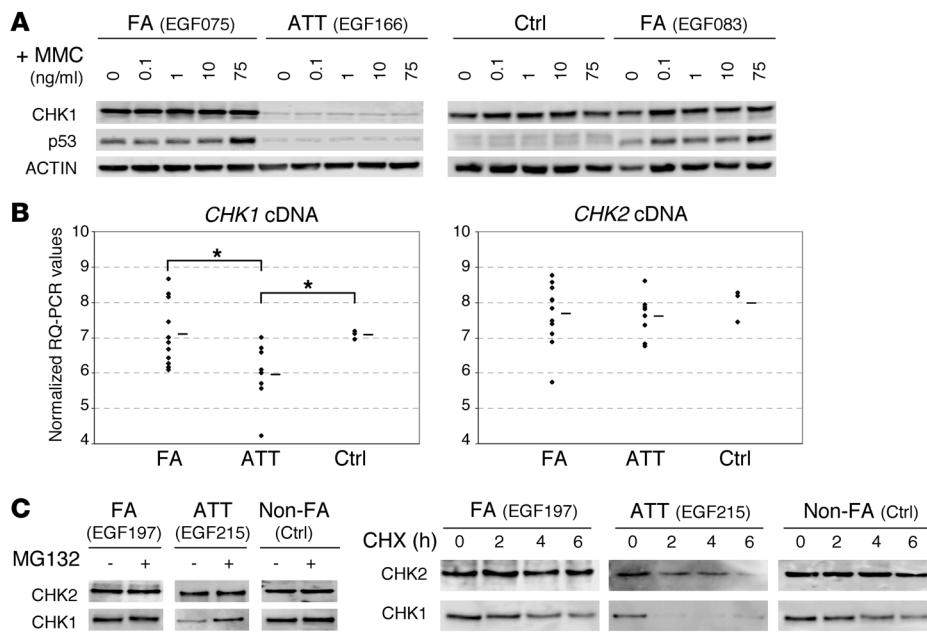 A
FA (EGF075) ATT (EGF166) Ctrl FA (EGF083)
+ MMC
(ng/ml)
0 0.1 1 10 75 0 0.1 1 10 75 0 0.1 1 10 75 0 0.1 1 10 75
CHK1
p53
ACTIN
B
CHK1 cDNA CHK2 cDNA
Normalized RQ-PCR values
10 10
9 9
8 8
7 7
6 6
5 5
4 4
* *
FA ATT Ctrl FA ATT Ctrl
C
FA ATT Non-FA
(EGF197) (EGF215) (Ctrl)
MG132 - + - + - +
CHK2
CHK1
FA (EGF197) ATT (EGF215) Non-FA (Ctrl)
CHX (h) 0 2 4 6 0 2 4 6 0 2 4 6
CHK2
CHK1